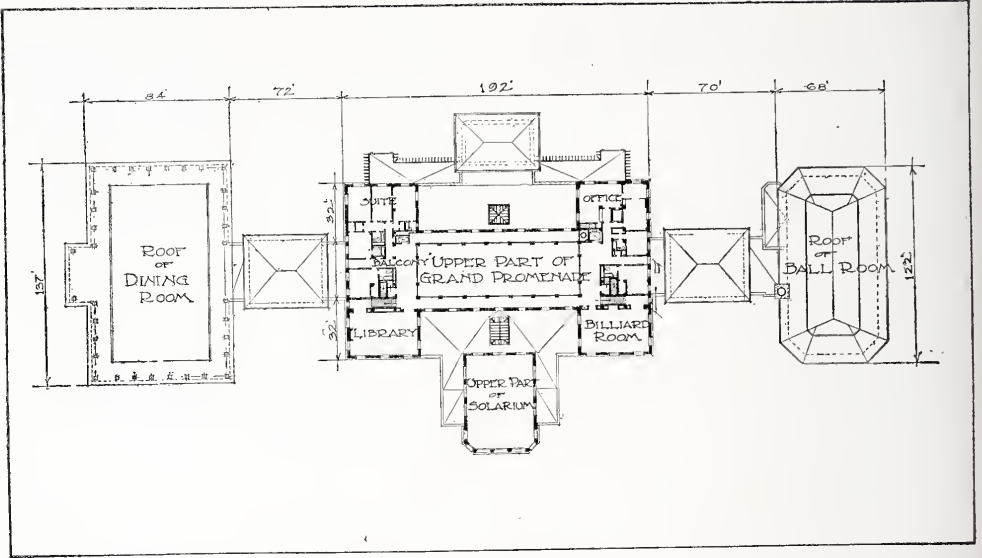 84'
72'
192'
70'
68'
SUITE
OFFICE
32'
137'
ROOF
OF
DINING
ROOM
BALCONY
UPPER PART OF
GRAND PROMENADE
ROOF
OF
BALL ROOM
122'
32'
LIBRARY
BILLIARD
ROOM
UPPER PART
OF
SOLARIUM